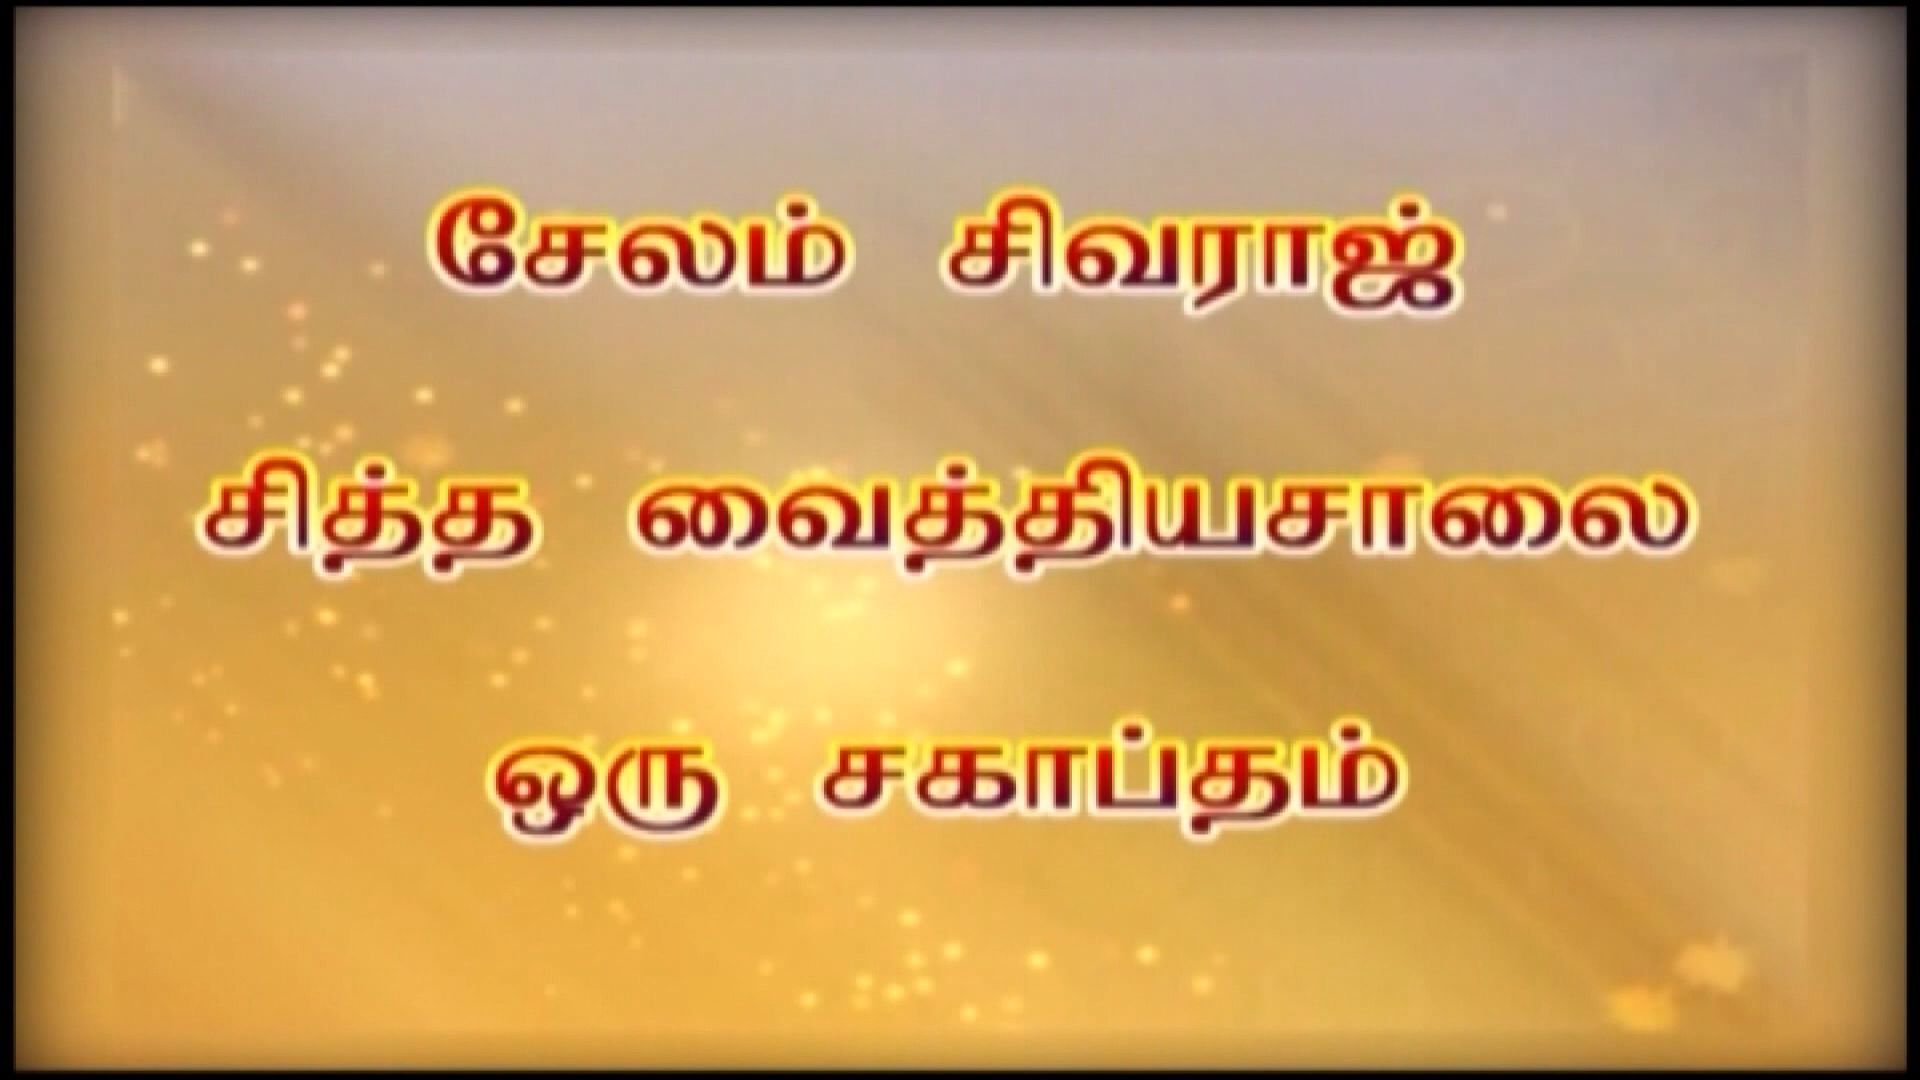 சேலம் சிவராஜ்
சித்த வைத்தியசாலை
ஒரு சகாப்தம்